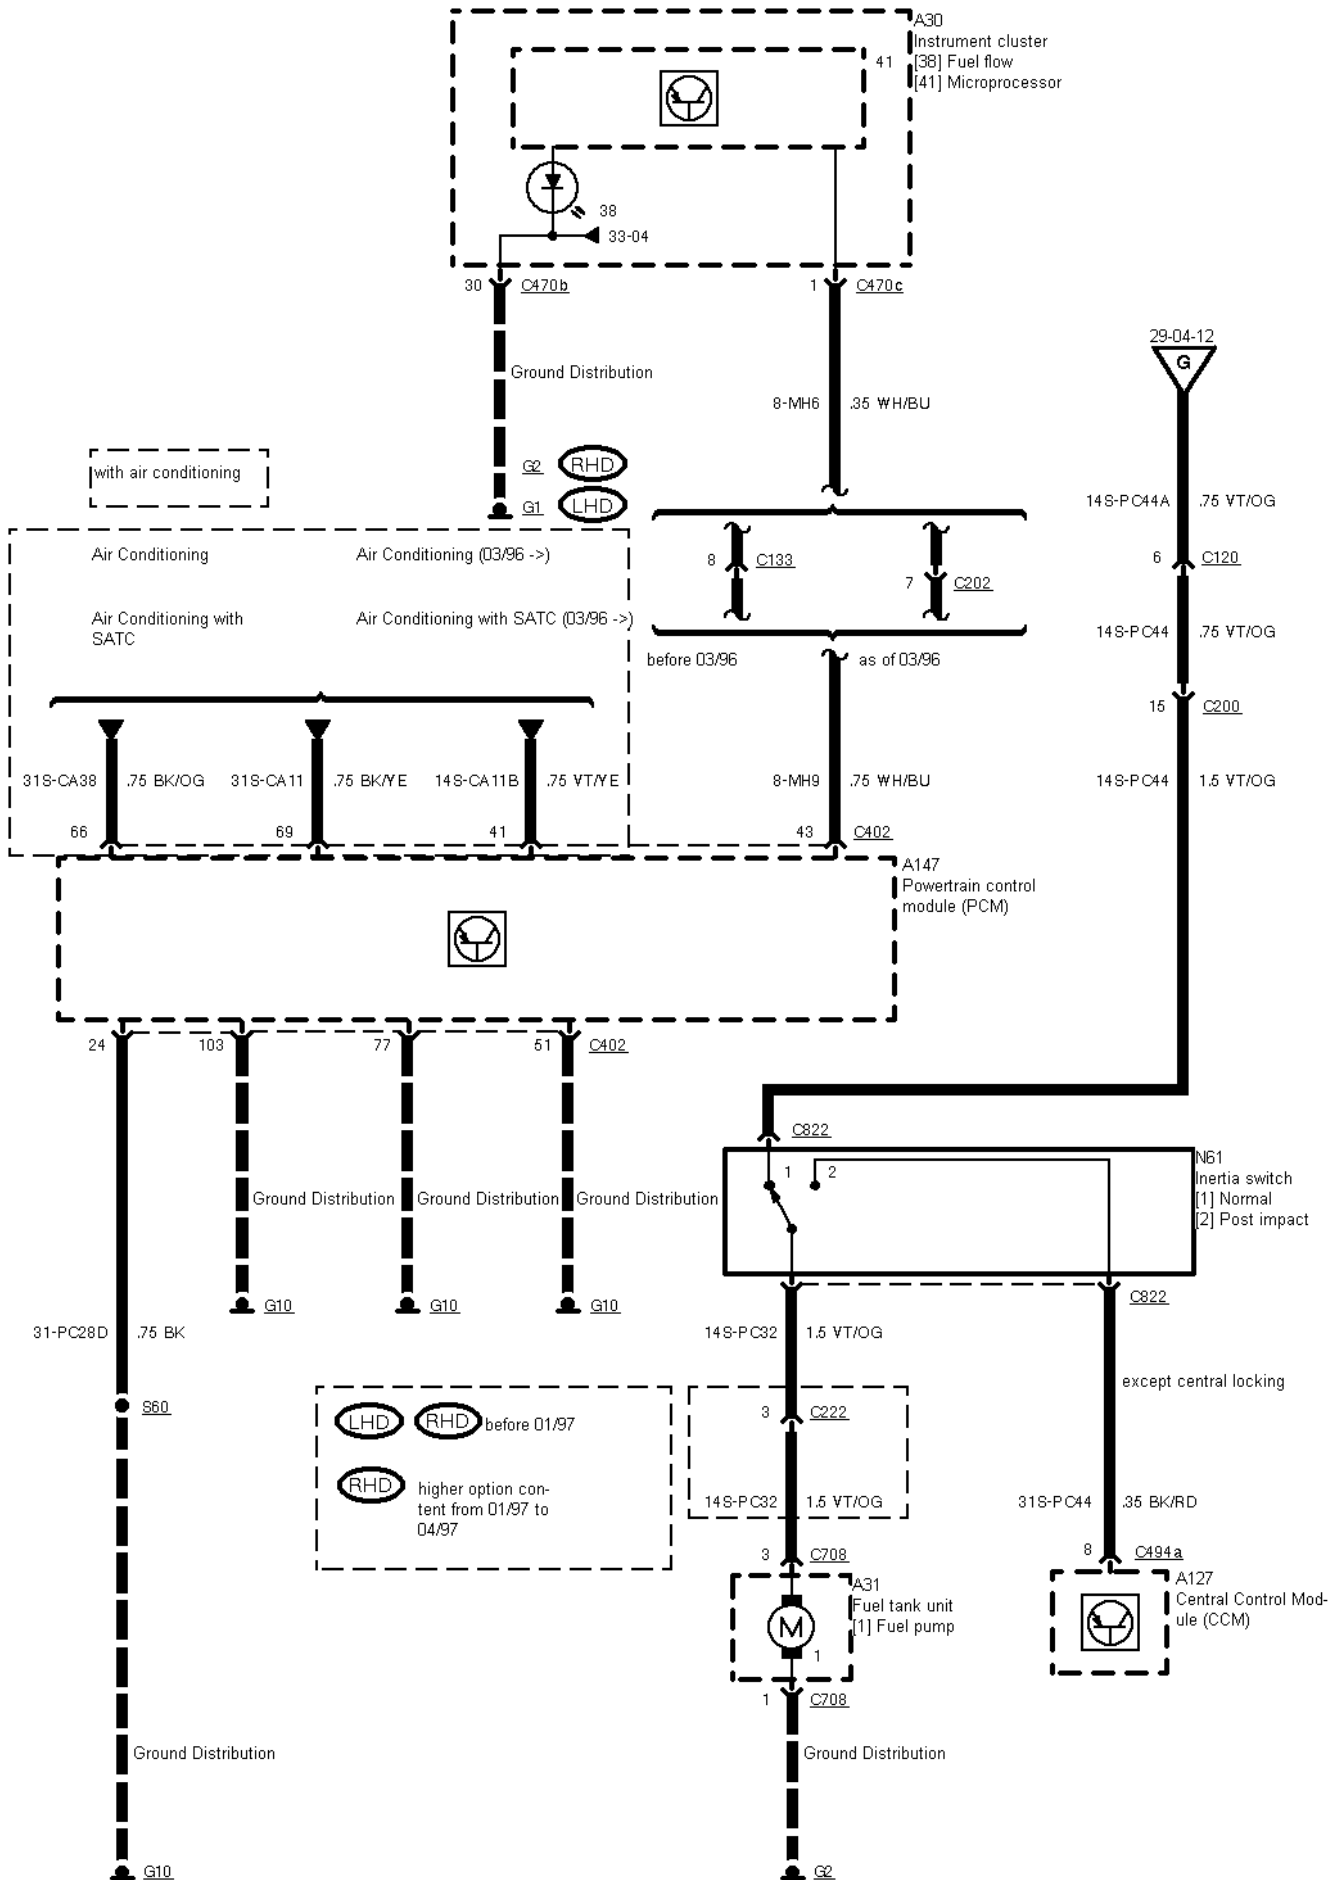 A30
Instrument cluster
[38] Fuel flow
[41] Microprocessor
41
38
33-04
30 C470b
1 C470c
29-04-12
G
Ground Distribution
8-MH6 .35 WH/BU
G2 RHD
G1 LHD
with air conditioning
14S-PC44A .75 VT/OG
Air Conditioning
Air Conditioning (03/96 ->)
8 C133
7 C202
6 C120
Air Conditioning with
SATC
Air Conditioning with SATC (03/96 ->)
14S-PC44 .75 VT/OG
before 03/96
as of 03/96
15 C200
31S-CA38 .75 BK/OG
31S-CA11 .75 BK/YE
14S-CA11B .75 VT/YE
8-MH9 .75 WH/BU
14S-PC44 1.5 VT/OG
66
69
41
43 C402
A147
Powertrain control
module (PCM)
24
103
77
51 C402
C822
1
2
N61
Inertia switch
[1] Normal
[2] Post impact
Ground Distribution
Ground Distribution
Ground Distribution
G10
G10
G10
C822
31-PC28D .75 BK
14S-PC32 1.5 VT/OG
except central locking
S60
LHD RHD before 01/97
RHD higher option con-
tent from 01/97 to
04/97
3 C222
14S-PC32 1.5 VT/OG
31S-PC44 .35 BK/RD
3 C708
8 C494a
A31
Fuel tank unit
[1] Fuel pump
M
1
A127
Central Control Mod-
ule (CCM)
1 C708
Ground Distribution
Ground Distribution
G10
G2